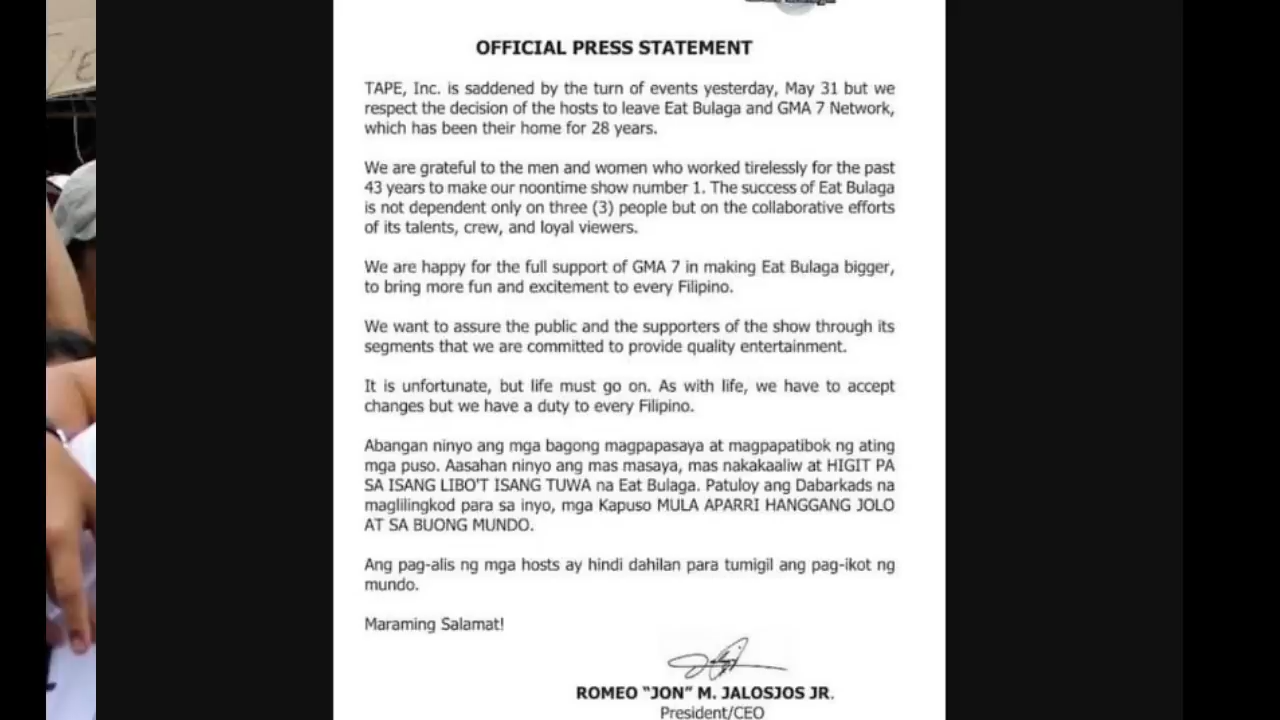 OFFICIAL PRESS STATEMENT
TAPE, Inc. is saddened by the turn of events yesterday, May 31 but we
respect the decision of the hosts to leave Eat Bulaga and GMA 7 Network,
which has been their home for 28 years.
We are grateful to the men and women who worked tirelessly for the past
43 years to make our noontime show number 1. The success of Eat Bulaga
is not dependent only on three (3) people but on the collaborative efforts
of its talents, crew, and loyal viewers.
We are happy for the full support of GMA 7 in making Eat Bulaga bigger,
to bring more fun and excitement to every Filipino.
We want to assure the public and the supporters of the show through its
segments that we are committed to provide quality entertainment.
It is unfortunate, but life must go on. As with life, we have to accept
changes but we have a duty to every Filipino.
Abangan ninyo ang mga bagong magpapasaya at magpapatibok ng ating
mga puso. Aasahan ninyo ang mas masaya, mas nakakaaliw at HIGIT PA
SA ISANG LIBO'T ISANG TUWA na Eat Bulaga. Patuloy ang Dabarkads na
maglilingkod para sa inyo, mga Kapuso MULA APARRI HANGGANG JOLO
AT SA BUONG MUNDO.
Ang pag-alis ng mga hosts ay hindi dahilan para tumigil ang pag-ikot ng
mundo.
Maraming Salamat!
ROMEO “JON” M. JALOSJOS JR.
President/CEO